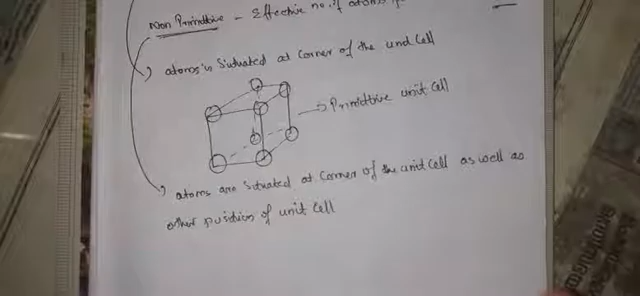 Non Primitive - Effective no. of atoms
atoms is situated at corner of the unit cell
Primitive unit cell
atoms are situated at corner of the unit cell as well as
other position of unit cell